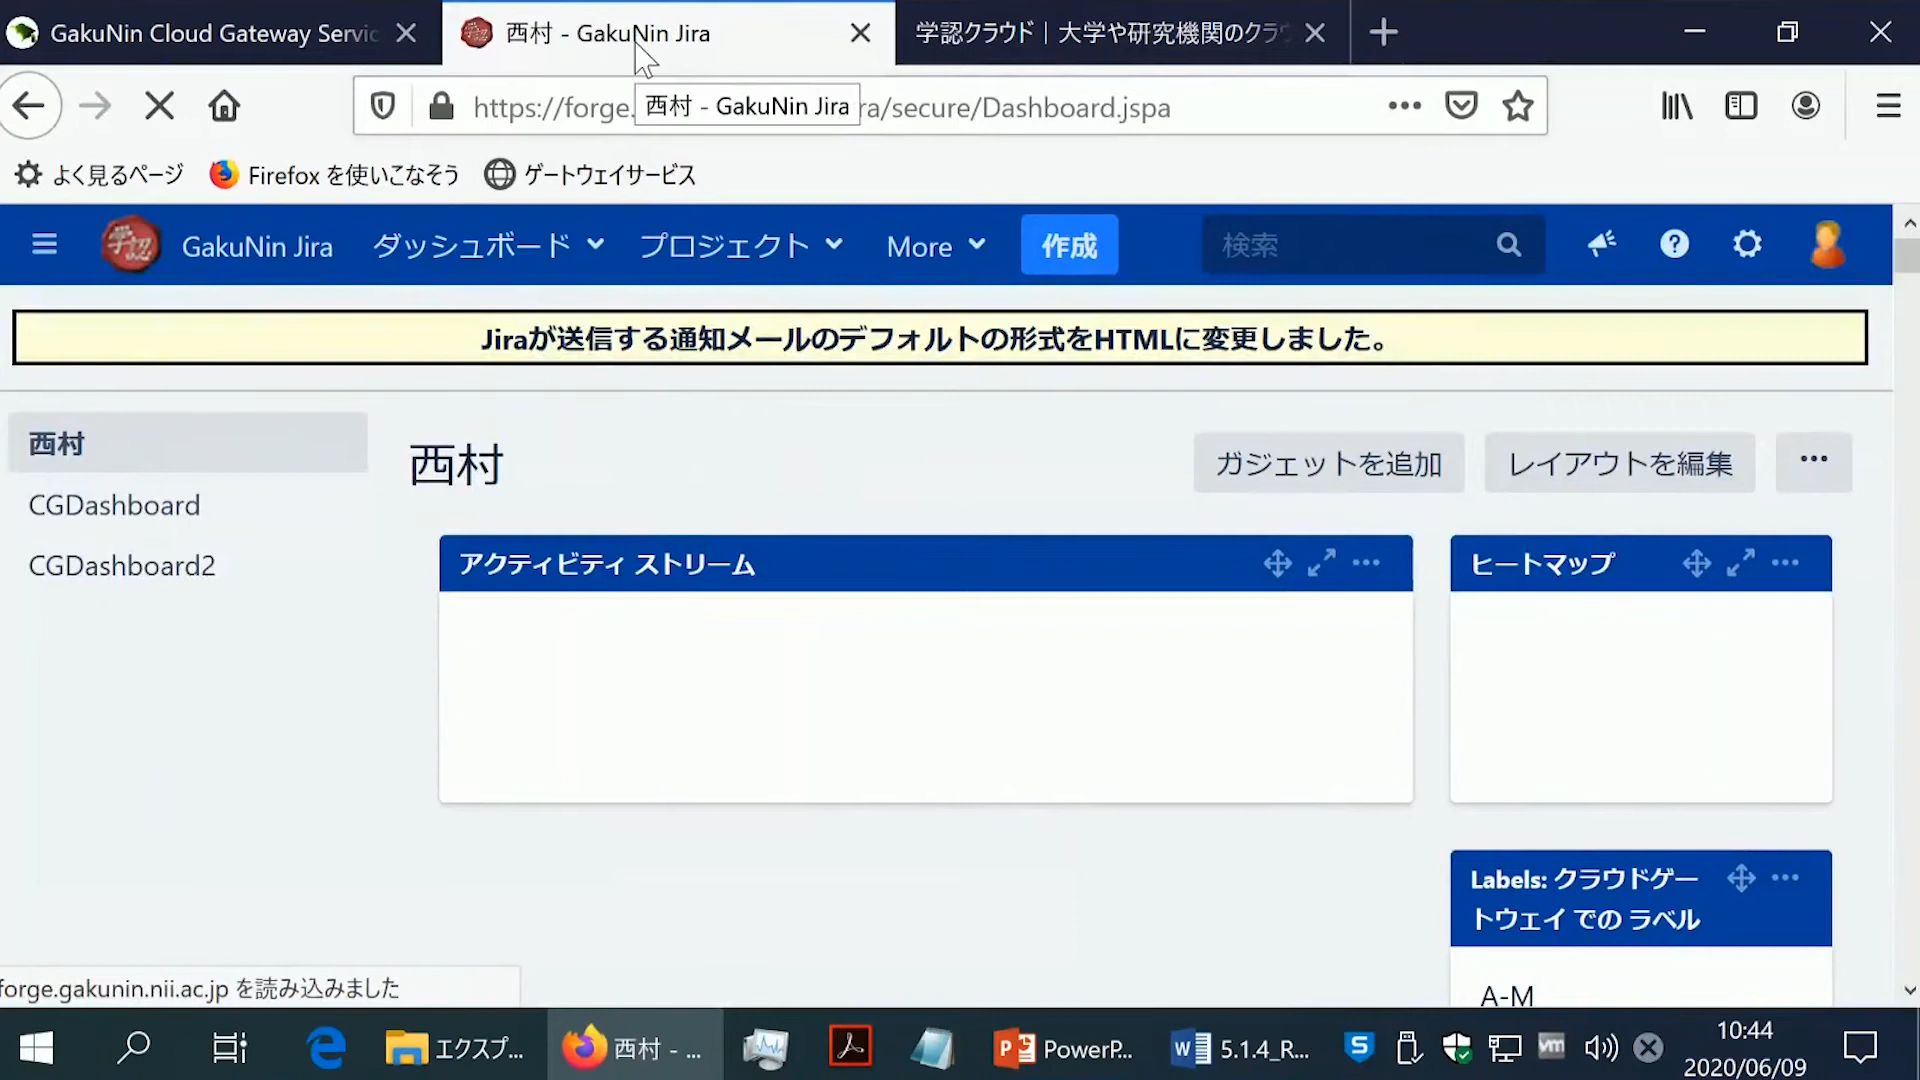 GakuNin Cloud Gateway Servic
西村 - GakuNin Jira
学認クラウド | 大学や研究機関のクラウ
https://forge.
西村 - GakuNin Jira
ra/secure/Dashboard.jspa
よく見るページ
Firefox を使いこなそう
ゲートウェイサービス
学認
GakuNin Jira
ダッシュボード
プロジェクト
More
作成
検索
Jiraが送信する通知メールのデフォルトの形式をHTMLに変更しました。
西村
CGDashboard
CGDashboard2
西村
ガジェットを追加
レイアウトを編集
アクティビティ ストリーム
ヒートマップ
Labels: クラウドゲー
トウェイ での ラベル
A-M
forge.gakunin.nii.ac.jp を読み込みました
エクスプ...
西村 - ...
PowerP...
5.1.4_R...
10:44
2020/06/09